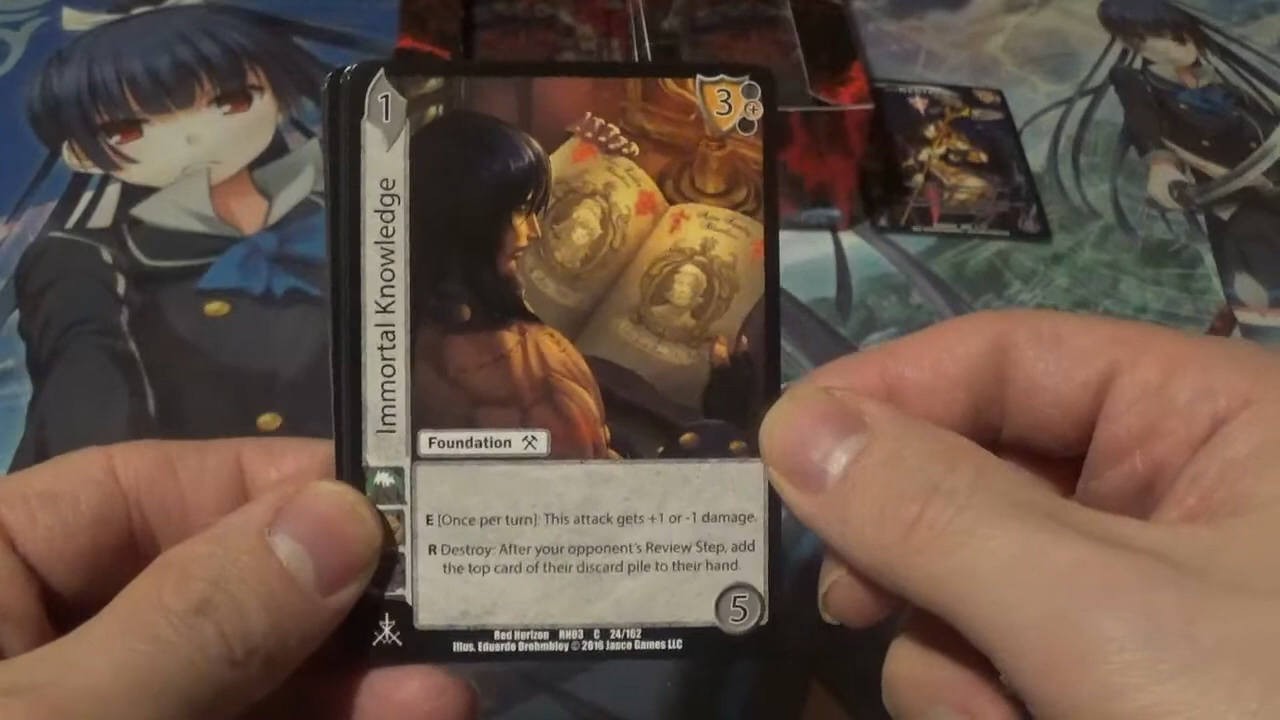 1
3
+
Immortal Knowledge
Foundation
E [Once per turn]: This attack gets +1 or -1 damage.
R Destroy: After your opponent's Review Step, add
the top card of their discard pile to their hand.
5
Red Horizon RH03 C 24/162
Illus. Eduardo Brohmbley © 2016 Jasco Games LLC